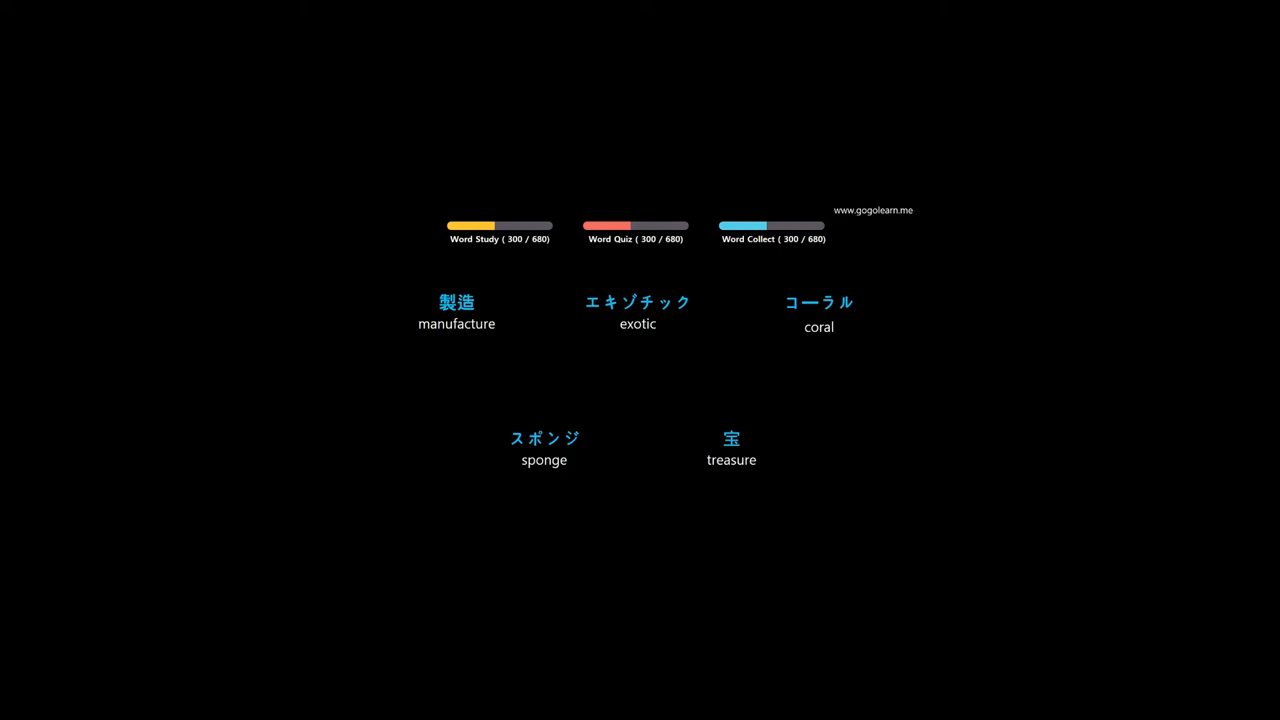 www.gogolearn.me
Word Study ( 300 / 680)
Word Quiz ( 300 / 680)
Word Collect ( 300 / 680)
製造
manufacture
エキゾチック
exotic
コーラル
coral
スポンジ
sponge
宝
treasure